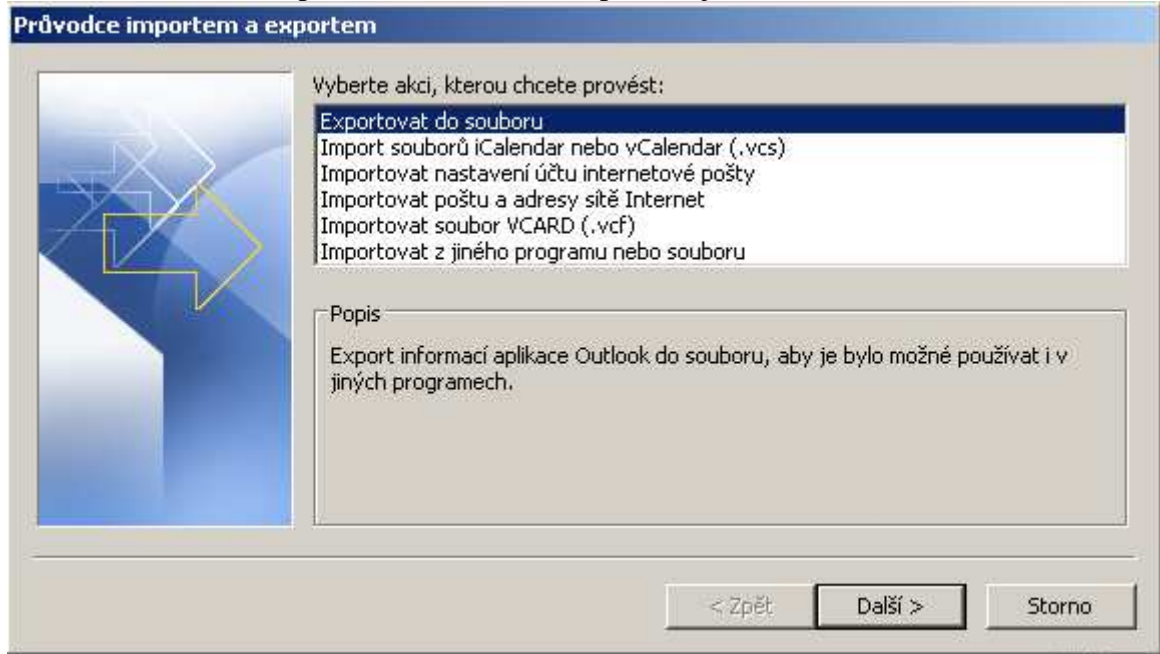 Průvodce importem a exportem
Vyberte akci, kterou chcete provést:
Exportovat do souboru
Import souborů iCalendar nebo vCalendar (.vcs)
Importovat nastavení účtu internetové pošty
Importovat poštu a adresy sítě Internet
Importovat soubor VCARD (.vcf)
Importovat z jiného programu nebo souboru
Popis
Export informací aplikace Outlook do souboru, aby je bylo možné používat i v
jiných programech.
< Zpět
Další >
Storno